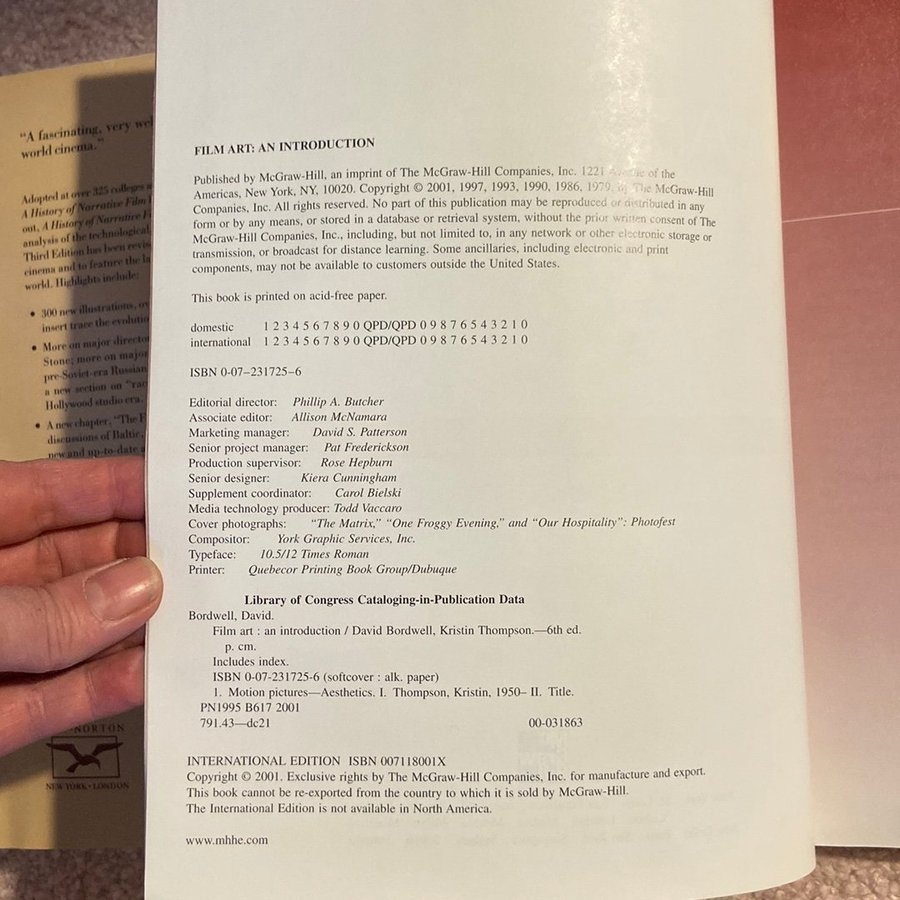 "A fascinating, very wel
world cinema."
Adopted at over 325 colleges a
A History of Narrative Film
out, A History of Narrative F
analysis of the technological,
Third Edition has been revis
cinema and to feature the la
world. Highlights include:
• 300 new illustrations, ov
insert trace the evolutio
• More on major directo
Stone; more on major
pre-Soviet-era Russian
a new section on "rac
Hollywood studio era.
• A new chapter, "The F
discussions of Baltic,
new and up-to-date a
NORTON
NEW YORK • LONDON
FILM ART: AN INTRODUCTION
Published by McGraw-Hill, an imprint of The McGraw-Hill Companies, Inc. 1221 Avenue of the
Americas, New York, NY, 10020. Copyright © 2001, 1997, 1993, 1990, 1986, 1979, by The McGraw-Hill
Companies, Inc. All rights reserved. No part of this publication may be reproduced or distributed in any
form or by any means, or stored in a database or retrieval system, without the prior written consent of The
McGraw-Hill Companies, Inc., including, but not limited to, in any network or other electronic storage or
transmission, or broadcast for distance learning. Some ancillaries, including electronic and print
components, may not be available to customers outside the United States.
This book is printed on acid-free paper.
domestic 1 2 3 4 5 6 7 8 9 0 QPD/QPD 0 9 8 7 6 5 4 3 2 1 0
international 1 2 3 4 5 6 7 8 9 0 QPD/QPD 0 9 8 7 6 5 4 3 2 1 0
ISBN 0-07-231725-6
Editorial director: Phillip A. Butcher
Associate editor: Allison McNamara
Marketing manager: David S. Patterson
Senior project manager: Pat Frederickson
Production supervisor: Rose Hepburn
Senior designer: Kiera Cunningham
Supplement coordinator: Carol Bielski
Media technology producer: Todd Vaccaro
Cover photographs: "The Matrix," "One Froggy Evening," and "Our Hospitality": Photofest
Compositor: York Graphic Services, Inc.
Typeface: 10.5/12 Times Roman
Printer: Quebecor Printing Book Group/Dubuque
Library of Congress Cataloging-in-Publication Data
Bordwell, David.
Film art : an introduction / David Bordwell, Kristin Thompson.—6th ed.
p. cm.
Includes index.
ISBN 0-07-231725-6 (softcover : alk. paper)
1. Motion pictures—Aesthetics. I. Thompson, Kristin, 1950– II. Title.
PN1995 B617 2001
791.43—dc21 00-031863
INTERNATIONAL EDITION ISBN 007118001X
Copyright © 2001. Exclusive rights by The McGraw-Hill Companies, Inc. for manufacture and export.
This book cannot be re-exported from the country to which it is sold by McGraw-Hill.
The International Edition is not available in North America.
www.mhhe.com